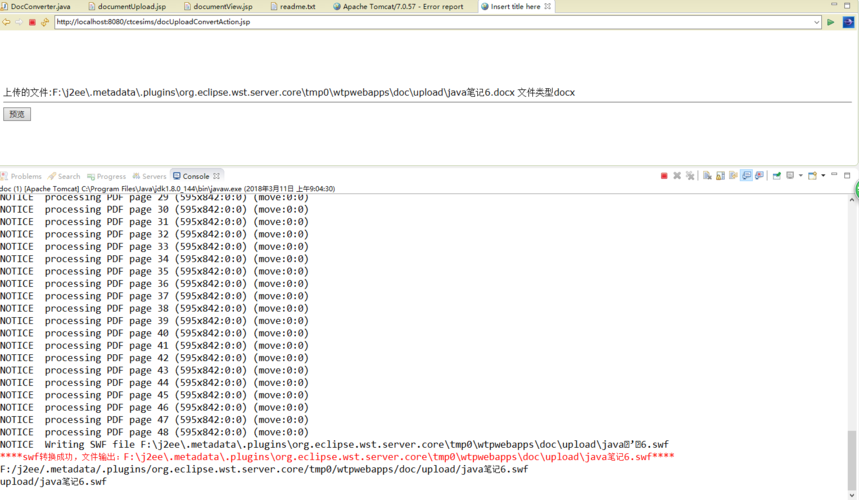 DocConverter.java documentUpload.jsp documentView.jsp readme.txt Apache Tomcat/7.0.57 - Error report Insert title here
http://localhost:8080/ctcesims/docUploadConvertAction.jsp
上传的文件:F:\j2ee\.metadata\.plugins\org.eclipse.wst.server.core\tmp0\wtpwebapps\doc\upload\java笔记6.docx 文件类型docx
预览
Problems Search Progress Servers Console
doc (1) [Apache Tomcat] C:\Program Files\Java\jdk1.8.0_144\bin\javaw.exe (2018年3月11日 上午9:04:30)
NOTICE processing PDF page 29 (595x842:0:0) (move:0:0)
NOTICE processing PDF page 30 (595x842:0:0) (move:0:0)
NOTICE processing PDF page 31 (595x842:0:0) (move:0:0)
NOTICE processing PDF page 32 (595x842:0:0) (move:0:0)
NOTICE processing PDF page 33 (595x842:0:0) (move:0:0)
NOTICE processing PDF page 34 (595x842:0:0) (move:0:0)
NOTICE processing PDF page 35 (595x842:0:0) (move:0:0)
NOTICE processing PDF page 36 (595x842:0:0) (move:0:0)
NOTICE processing PDF page 37 (595x842:0:0) (move:0:0)
NOTICE processing PDF page 38 (595x842:0:0) (move:0:0)
NOTICE processing PDF page 39 (595x842:0:0) (move:0:0)
NOTICE processing PDF page 40 (595x842:0:0) (move:0:0)
NOTICE processing PDF page 41 (595x842:0:0) (move:0:0)
NOTICE processing PDF page 42 (595x842:0:0) (move:0:0)
NOTICE processing PDF page 43 (595x842:0:0) (move:0:0)
NOTICE processing PDF page 44 (595x842:0:0) (move:0:0)
NOTICE processing PDF page 45 (595x842:0:0) (move:0:0)
NOTICE processing PDF page 46 (595x842:0:0) (move:0:0)
NOTICE processing PDF page 47 (595x842:0:0) (move:0:0)
NOTICE processing PDF page 48 (595x842:0:0) (move:0:0)
NOTICE Writing SWF file F:\j2ee\.metadata\.plugins\org.eclipse.wst.server.core\tmp0\wtpwebapps\doc\upload\java 6.swf
****swf转换成功，文件输出：F:\j2ee\.metadata\.plugins\org.eclipse.wst.server.core\tmp0\wtpwebapps\doc\upload\java笔记6.swf****
F:/j2ee/.metadata/.plugins/org.eclipse.wst.server.core/tmp0/wtpwebapps/doc/upload/java笔记6.swf
upload/java笔记6.swf